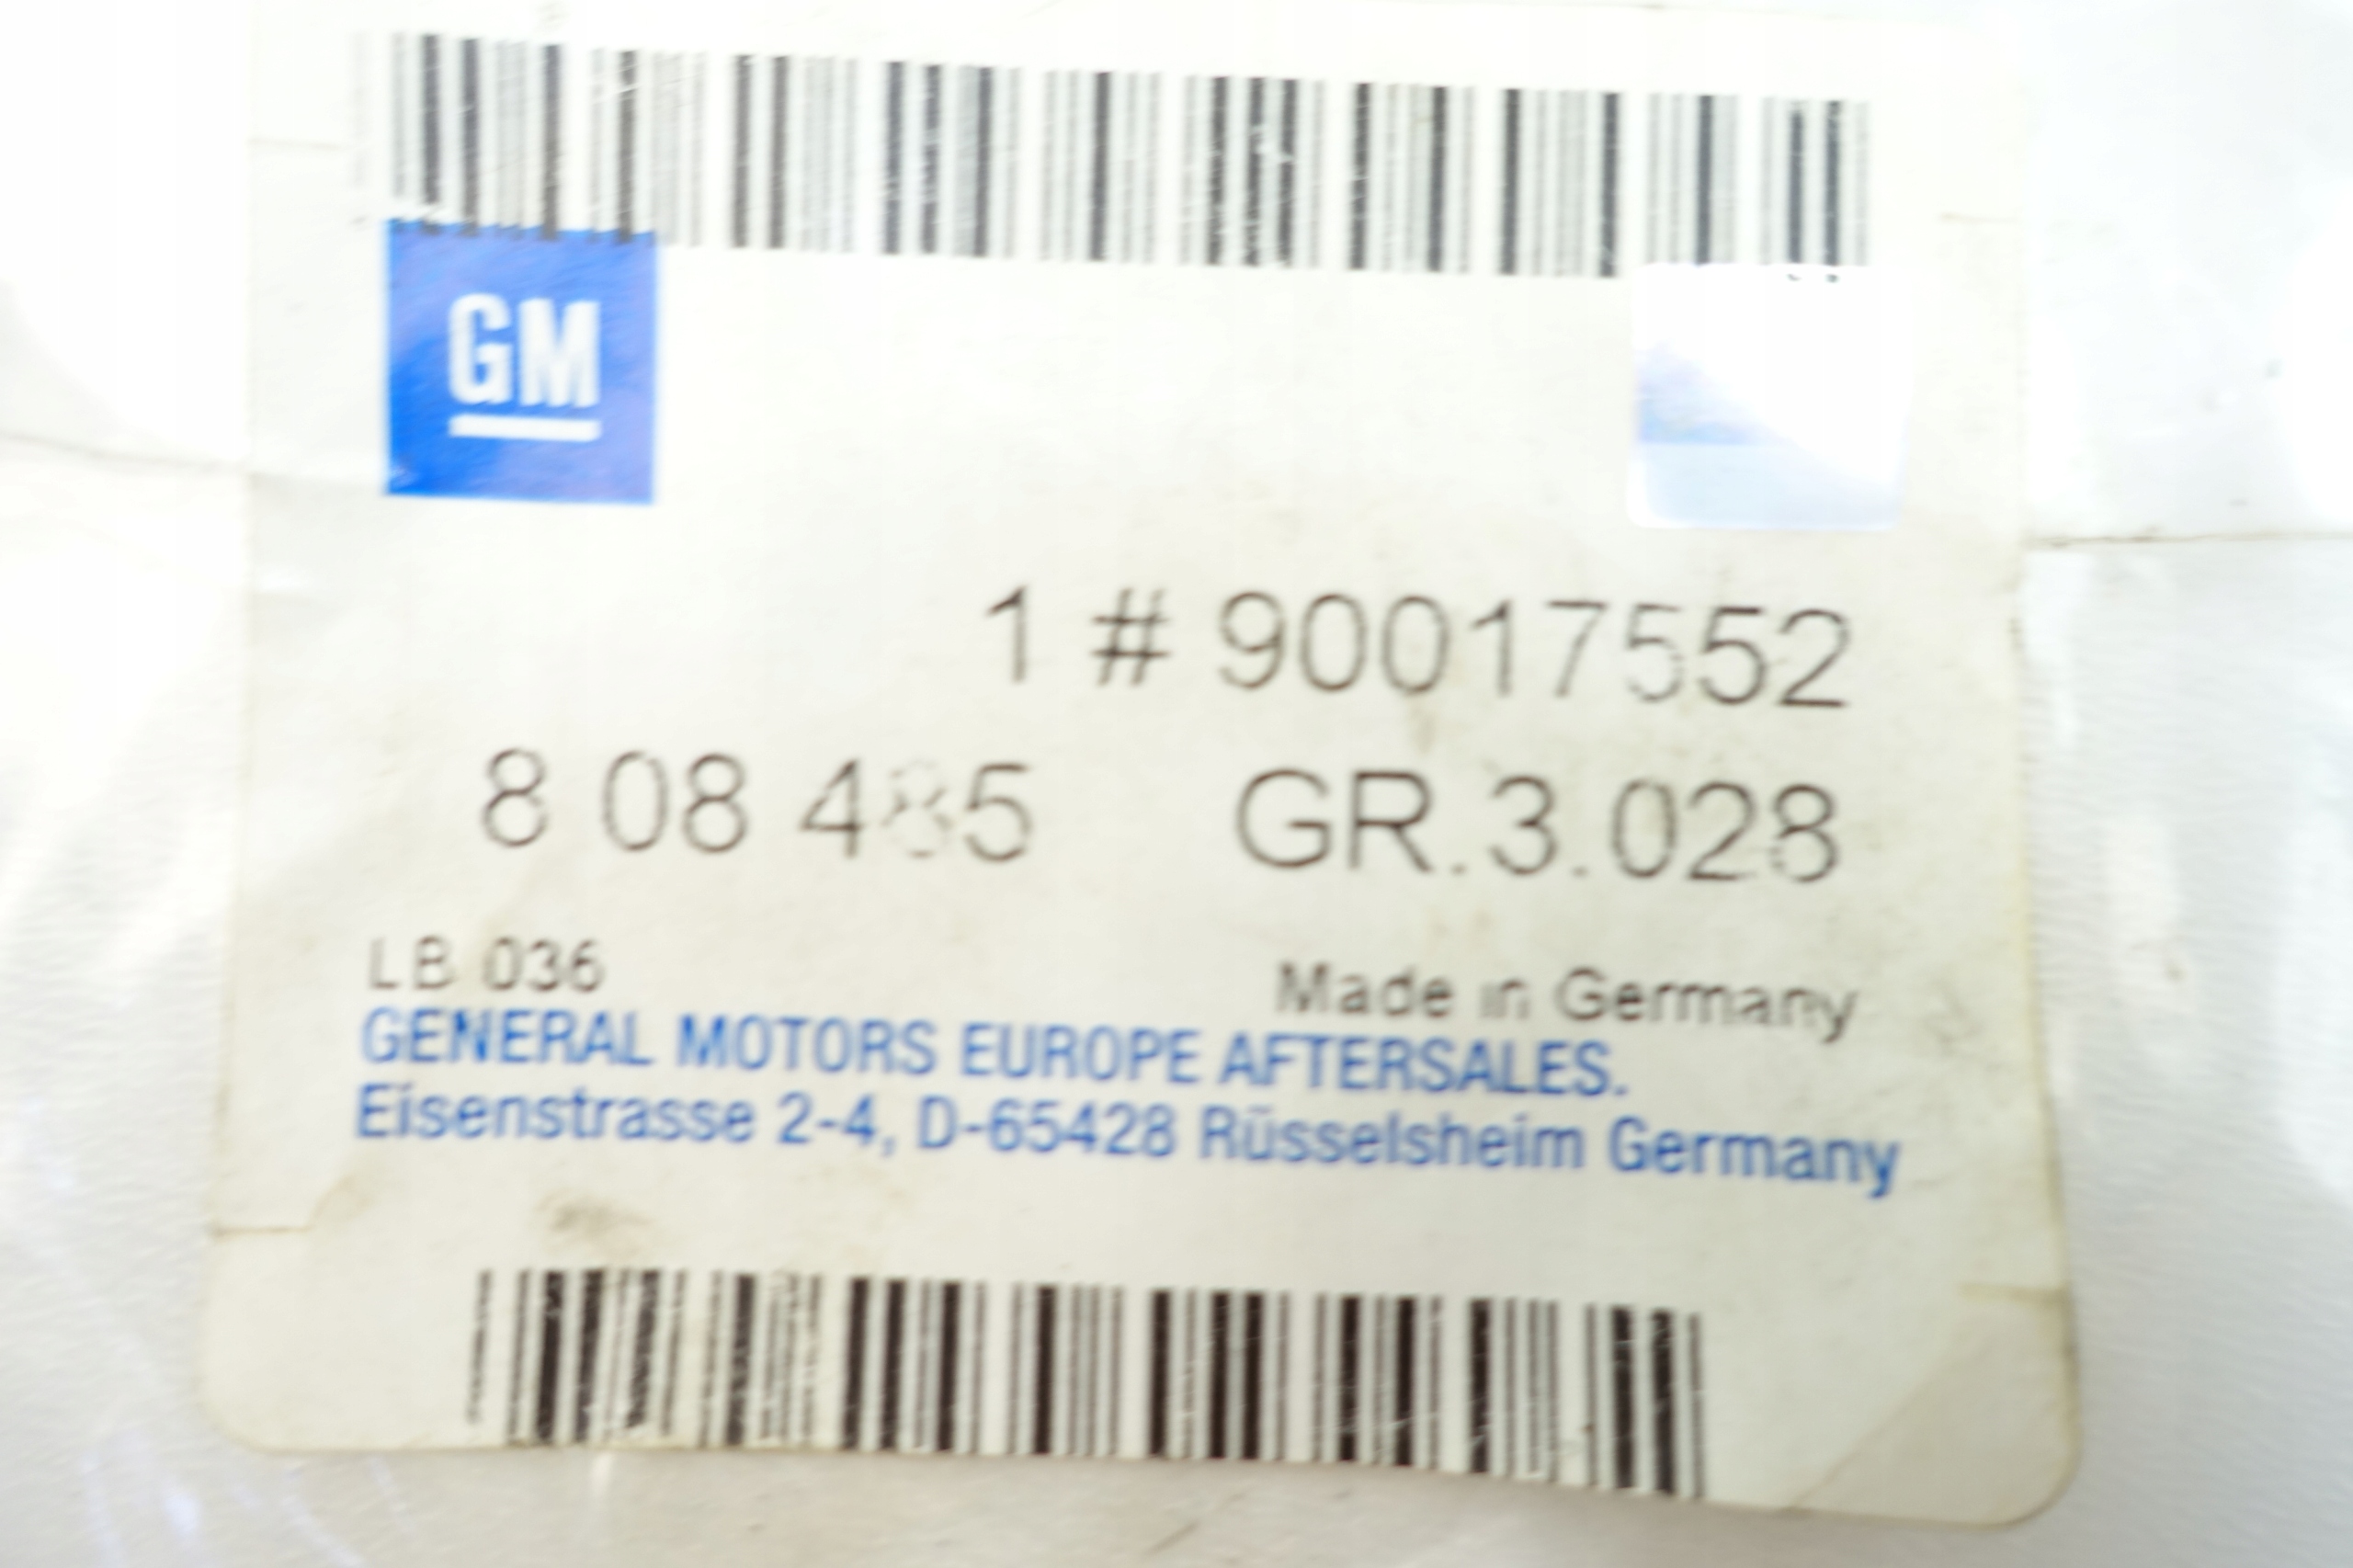 GM
1 # 90017552
8 08 485 GR.3.028
LB 036
Made in Germany
GENERAL MOTORS EUROPE AFTERSALES.
Eisenstrasse 2-4, D-65428 Rüsselsheim Germany